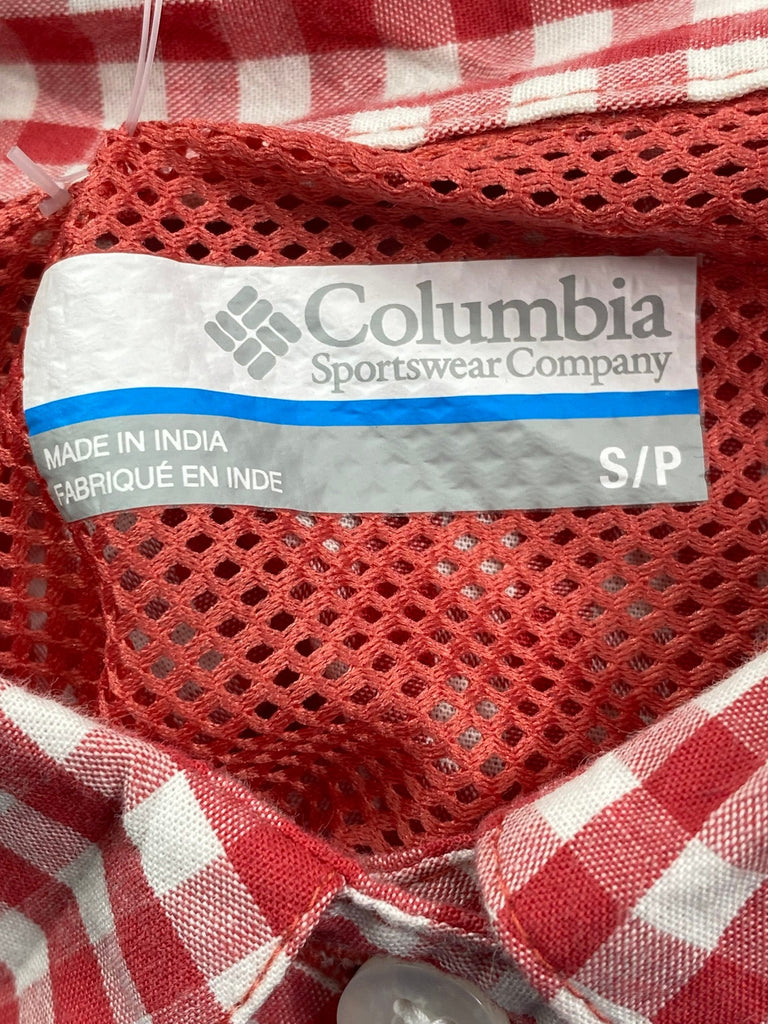 Columbia
Sportswear Company
MADE IN INDIA
FABRIQUÉ EN INDE
S/P